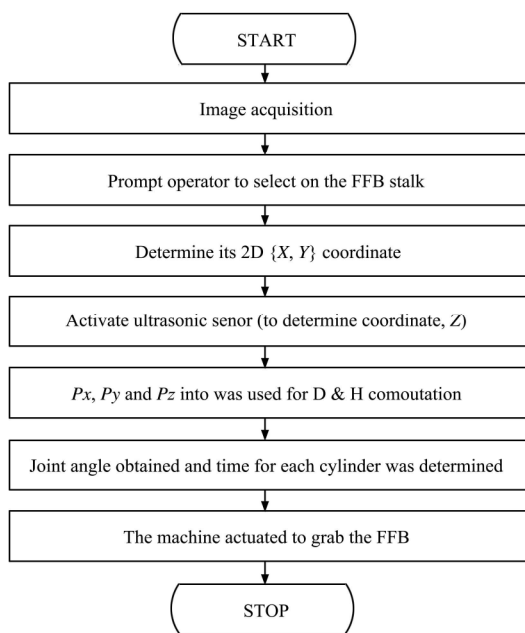 START
Image acquisition
Prompt operator to select on the FFB stalk
Determine its 2D {X, Y} coordinate
Activate ultrasonic senor (to determine coordinate, Z)
Px, Py and Pz into was used for D & H comoutation
Joint angle obtained and time for each cylinder was determined
The machine actuated to grab the FFB
STOP